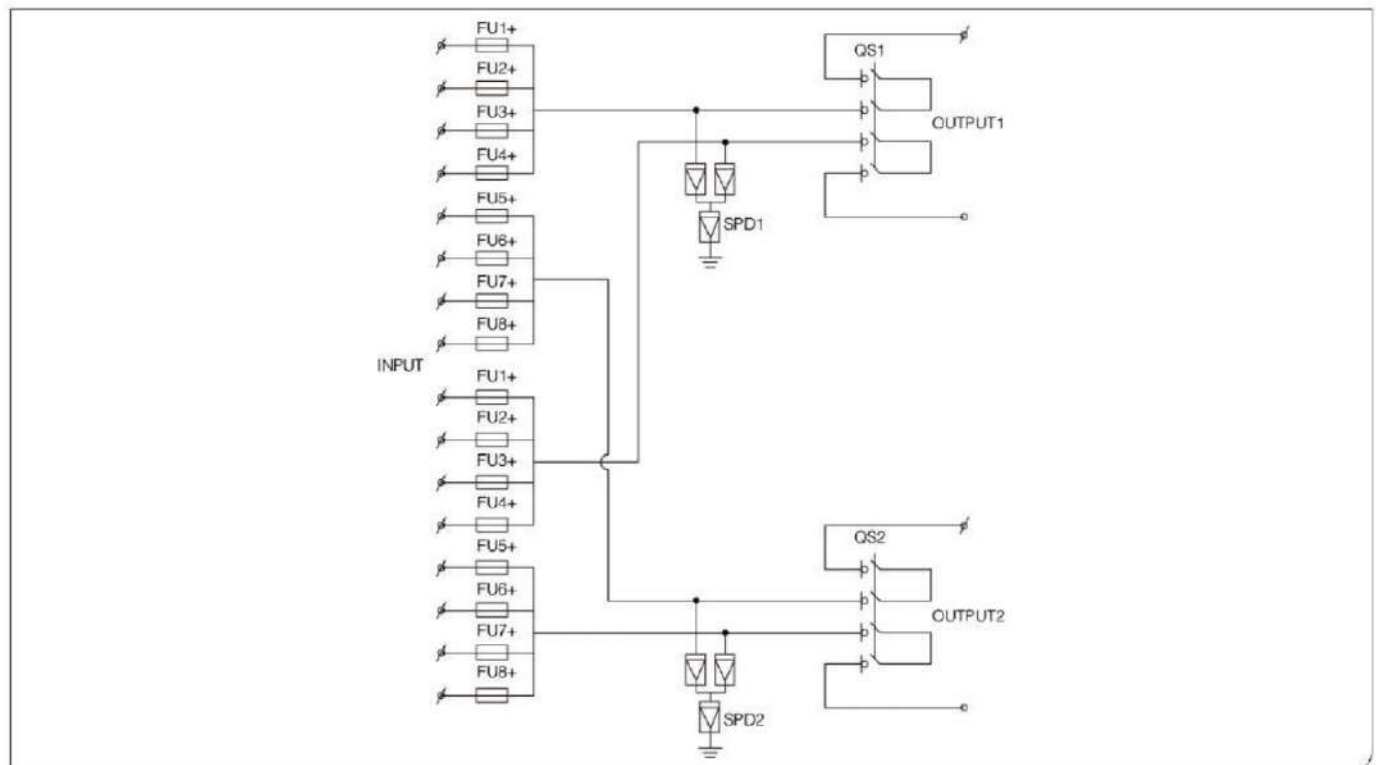 FU1+
FU2+
FU3+
FU4+
FU5+
FU6+
FU7+
FU8+
INPUT
FU1+
FU2+
FU3+
FU4+
FU5+
FU6+
FU7+
FU8+
QS1
OUTPUT1
SPD1
QS2
OUTPUT2
SPD2